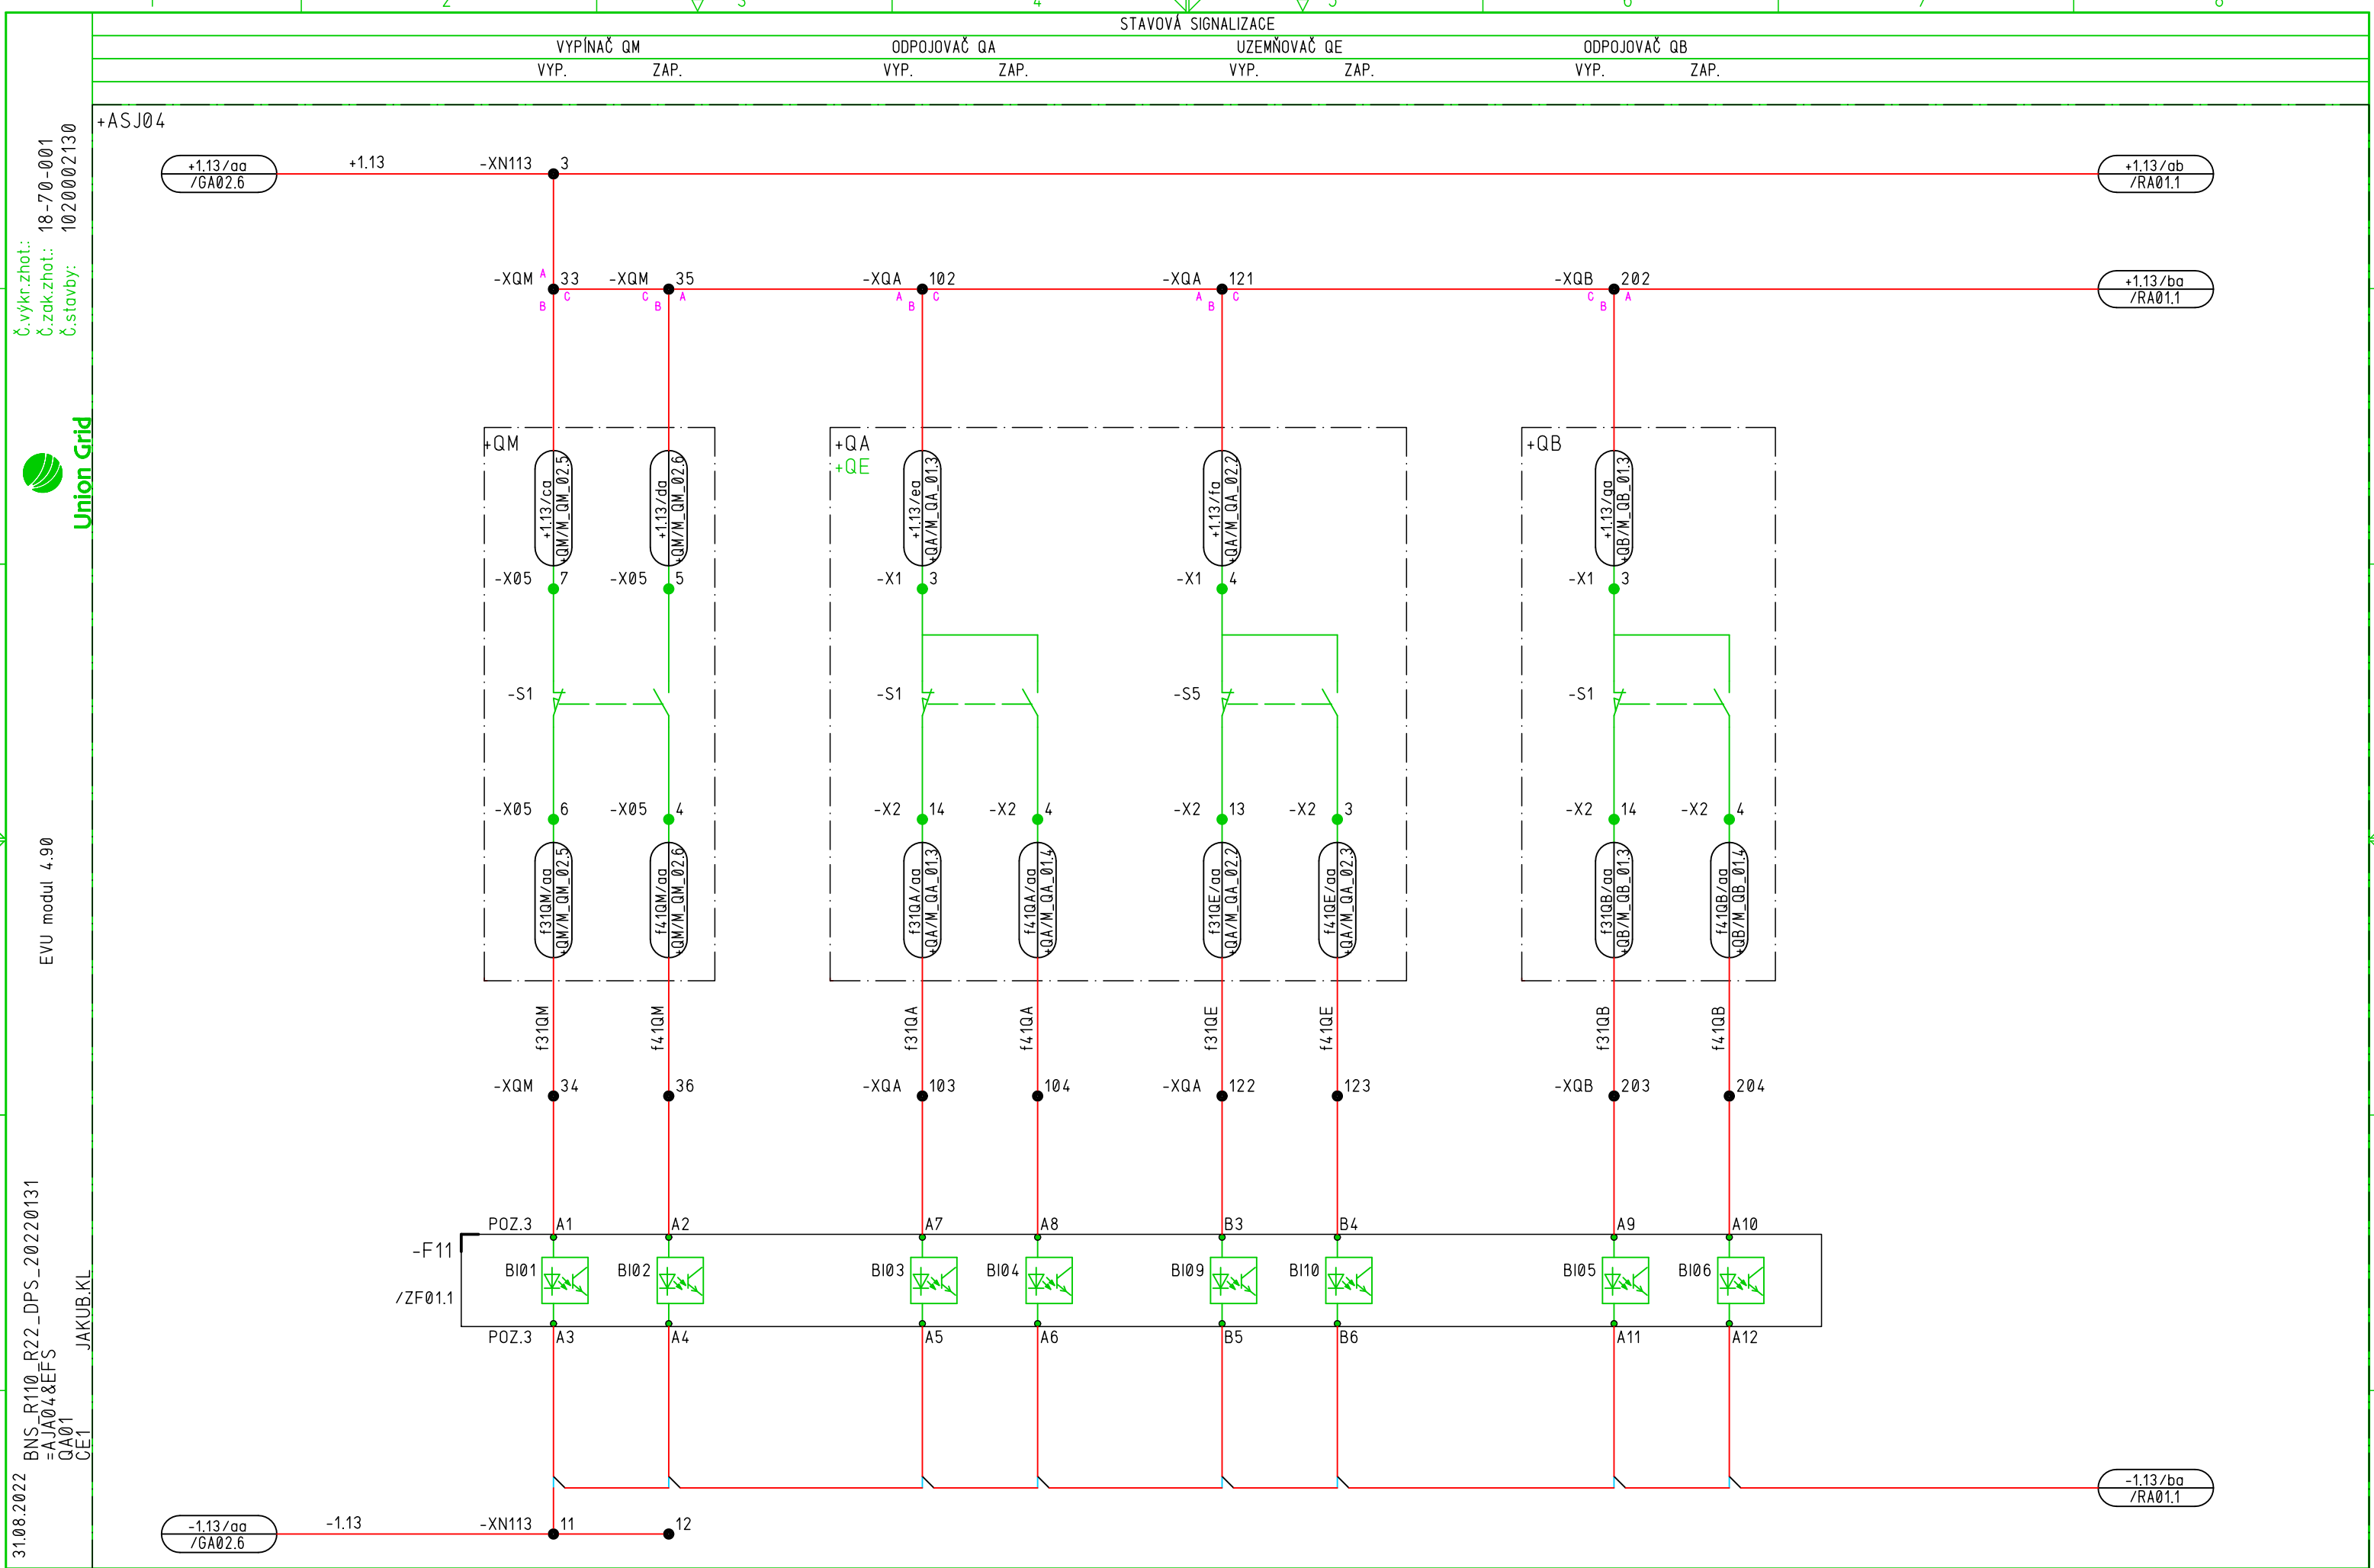 1 2 3 4 5 6 7 8
STAVOVÁ SIGNALIZACE
VYPÍNAČ QM ODPOJOVAČ QA UZEMŇOVAČ QE ODPOJOVAČ QB
VYP. ZAP. VYP. ZAP. VYP. ZAP. VYP. ZAP.
+ASJ04
+1.13/aa +1.13 -XN113 3 +1.13/ab
/GA02.6 /RA01.1
-XQM A 33 -XQM 35 -XQA 102 -XQA 121 -XQB 202 +1.13/ba
B C C B A A B C A B C C B A /RA01.1
+QM +QA +QB
+QE
+1.13/ca +1.13/da +1.13/ea +1.13/fa +1.13/ga
+QM/M_QM_02.5 +QM/M_QM_02.6 +QA/M_QA_01.3 +QA/M_QA_02.2 +QB/M_QB_01.3
-X05 7 -X05 5 -X1 3 -X1 4 -X1 3
-S1 -S1 -S5 -S1
-X05 6 -X05 4 -X2 14 -X2 4 -X2 13 -X2 3 -X2 14 -X2 4
f31QM/aa f41QM/aa f31QA/aa f41QA/aa f31QE/aa f41QE/aa f31QB/aa f41QB/aa
+QM/M_QM_02.5 +QM/M_QM_02.6 +QA/M_QA_01.3 +QA/M_QA_01.4 +QA/M_QA_02.2 +QA/M_QA_02.3 +QB/M_QB_01.3 +QB/M_QB_01.4
f31QM f41QM f31QA f41QA f31QE f41QE f31QB f41QB
-XQM 34 36 -XQA 103 104 -XQA 122 123 -XQB 203 204
POZ.3 A1 A2 A7 A8 B3 B4 A9 A10
-F11
BI01 BI02 BI03 BI04 BI09 BI10 BI05 BI06
/ZF01.1
POZ.3 A3 A4 A5 A6 B5 B6 A11 A12
-1.13/ba
/RA01.1
-1.13/aa -1.13 -XN113 11 12
/GA02.6
Č.výkr.zhot.:
Č.zak.zhot.: 18-70-001
Č.stavby: 1020002130
Union Grid
EVU modul 4.90
BNS_R110_R22_DPS_20220131
=AJA04&EFS
QA01
CE1 JAKUB.KL
31.08.2022